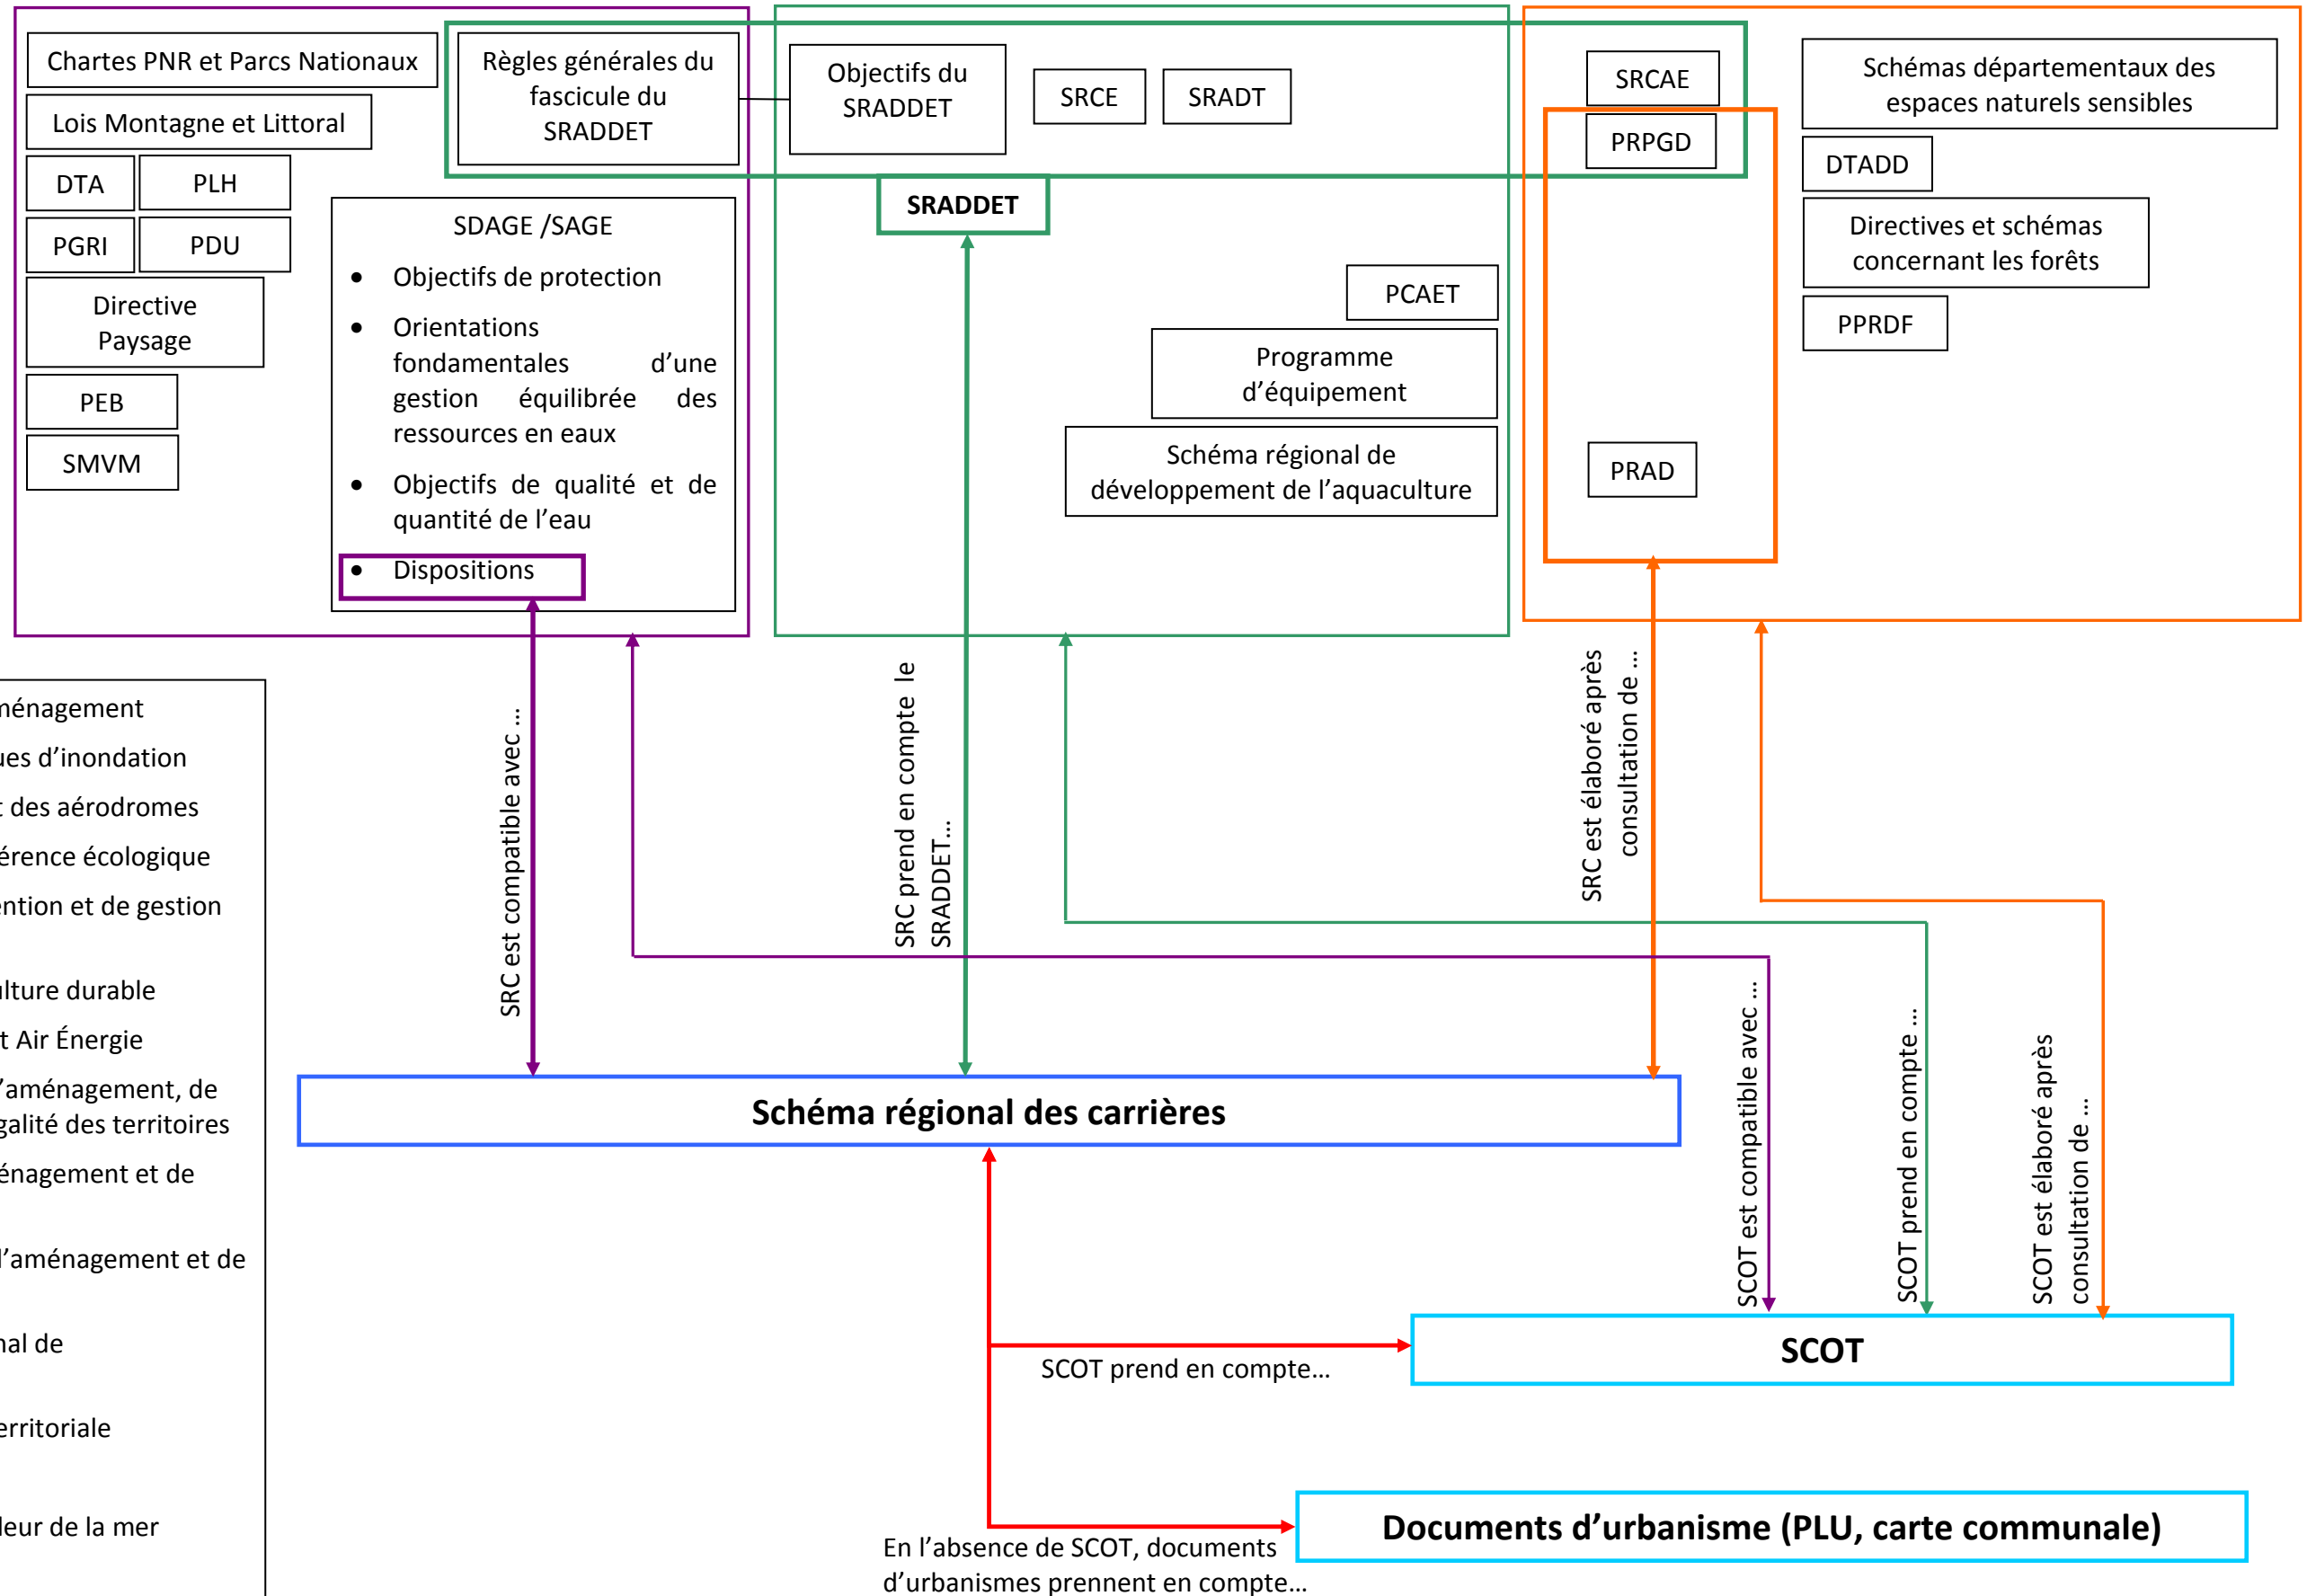 Chartes PNR et Parcs Nationaux
Lois Montagne et Littoral
DTA
PLH
PGRI
PDU
Directive
Paysage
PEB
SMVM
Règles générales du
fascicule du
SRADDET
SDAGE /SAGE
• Objectifs de protection
• Orientations
fondamentales d’une
gestion équilibrée des
ressources en eaux
• Objectifs de qualité et de
quantité de l’eau
• Dispositions
Objectifs du
SRADDET
SRCE
SRADT
SRADDET
PCAET
Programme
d’équipement
Schéma régional de
développement de l’aquaculture
SRCAE
PRPGD
PRAD
Schémas départementaux des
espaces naturels sensibles
DTADD
Directives et schémas
concernant les forêts
PPRDF
ménagement
ues d’inondation
t des aérodromes
érence écologique
ention et de gestion
ulture durable
t Air Énergie
’aménagement, de
galité des territoires
énagement et de
l’aménagement et de
nal de
erritoriale
leur de la mer
SRC est compatible avec ...
SRC prend en compte le
SRADDET...
SRC est élaboré après
consultation de ...
SCOT est compatible avec ...
SCOT prend en compte ...
SCOT est élaboré après
consultation de ...
Schéma régional des carrières
SCOT
SCOT prend en compte...
Documents d’urbanisme (PLU, carte communale)
En l’absence de SCOT, documents
d’urbanismes prennent en compte...